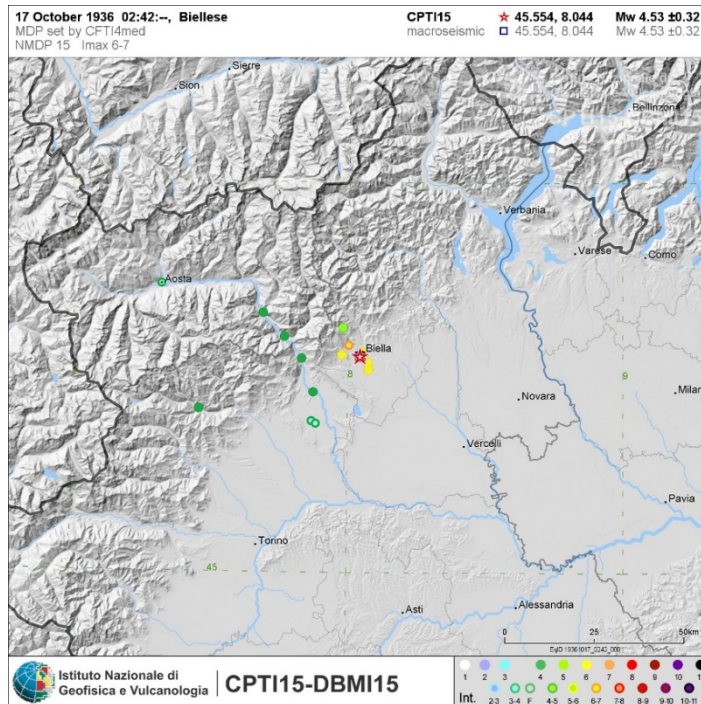 17 October 1936 02:42:--, Biellese CPTI15 45.554, 8.044 Mw 4.53 ±0.32
MDP set by CFTI4med macroseismic 45.554, 8.044 Mw 4.53 ±0.32
NMDP 15 Imax 6-7
Sierre
Sion
Bellinzona
Verbania
Varese
Como
Aosta
Biella
8
9
Novara
Milan
Vercelli
Pavia
Torino
45
Asti
Alessandria
0 25 50km
EqID 19361017_0242_000
Istituto Nazionale di
Geofisica e Vulcanologia
CPTI15-DBMI15
1 2 3 4 5 6 7 8 9 10 1
Int. 2-3 3-4 F 4-5 5-6 6-7 7-8 8-9 9-10 10-11